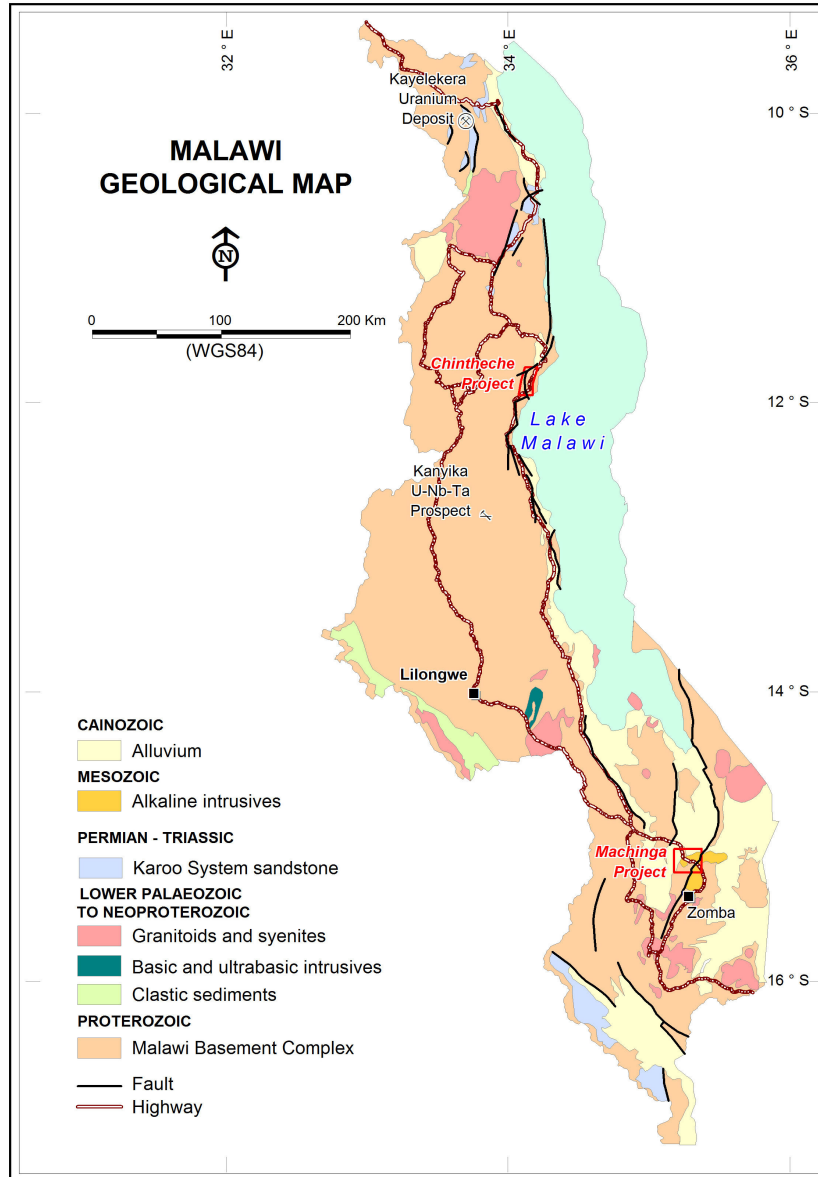 32 ° E
34 ° E
36 ° E
10 ° S
12 ° S
14 ° S
16 ° S
MALAWI
GEOLOGICAL MAP
N
0 100 200 Km
(WGS84)
Kayelekera
Uranium
Deposit
Chintheche
Project
Lake
Malawi
Kanyika
U-Nb-Ta
Prospect
Lilongwe
Machinga
Project
Zomba
CAINOZOIC
Alluvium
MESOZOIC
Alkaline intrusives
PERMIAN - TRIASSIC
Karoo System sandstone
LOWER PALAEOZOIC
TO NEOPROTEROZOIC
Granitoids and syenites
Basic and ultrabasic intrusives
Clastic sediments
PROTEROZOIC
Malawi Basement Complex
Fault
Highway